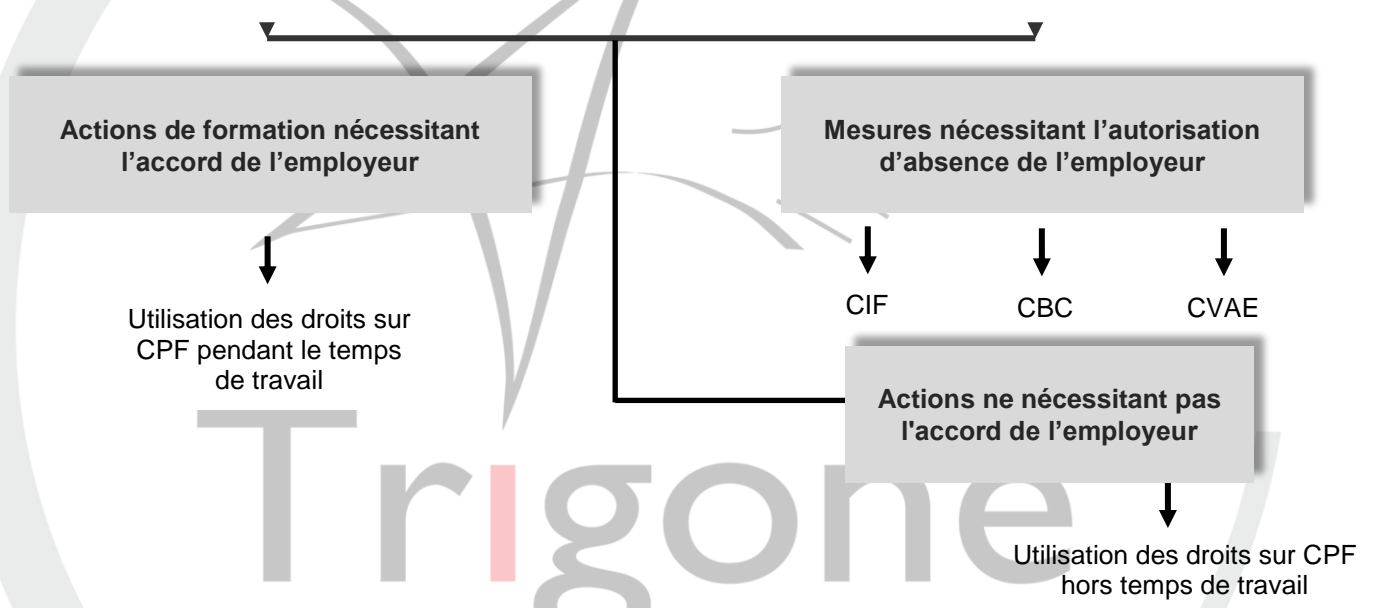 Actions de formation nécessitant
l’accord de l’employeur
Mesures nécessitant l’autorisation
d’absence de l’employeur
Utilisation des droits sur
CPF pendant le temps
de travail
CIF
CBC
CVAE
Actions ne nécessitant pas
l'accord de l’employeur
Utilisation des droits sur CPF
hors temps de travail
Trigone